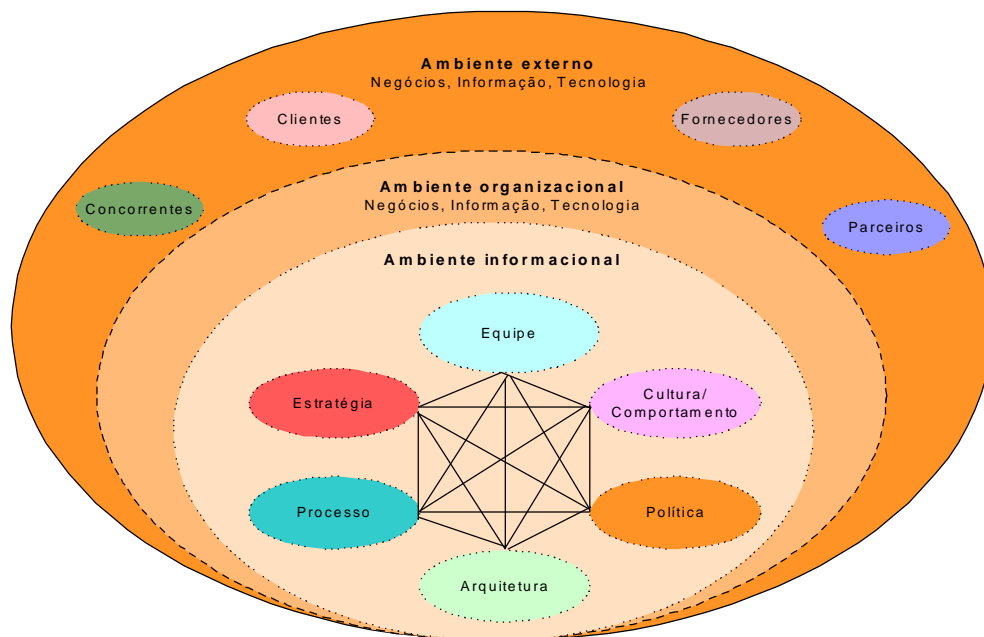 Ambiente externo
Negócios, Informação, Tecnologia
Clientes
Fornecedores
Ambiente organizacional
Negócios, Informação, Tecnologia
Concorrentes
Parceiros
Ambiente informacional
Equipe
Estratégia
Cultura/
Comportamento
Processo
Política
Arquitetura